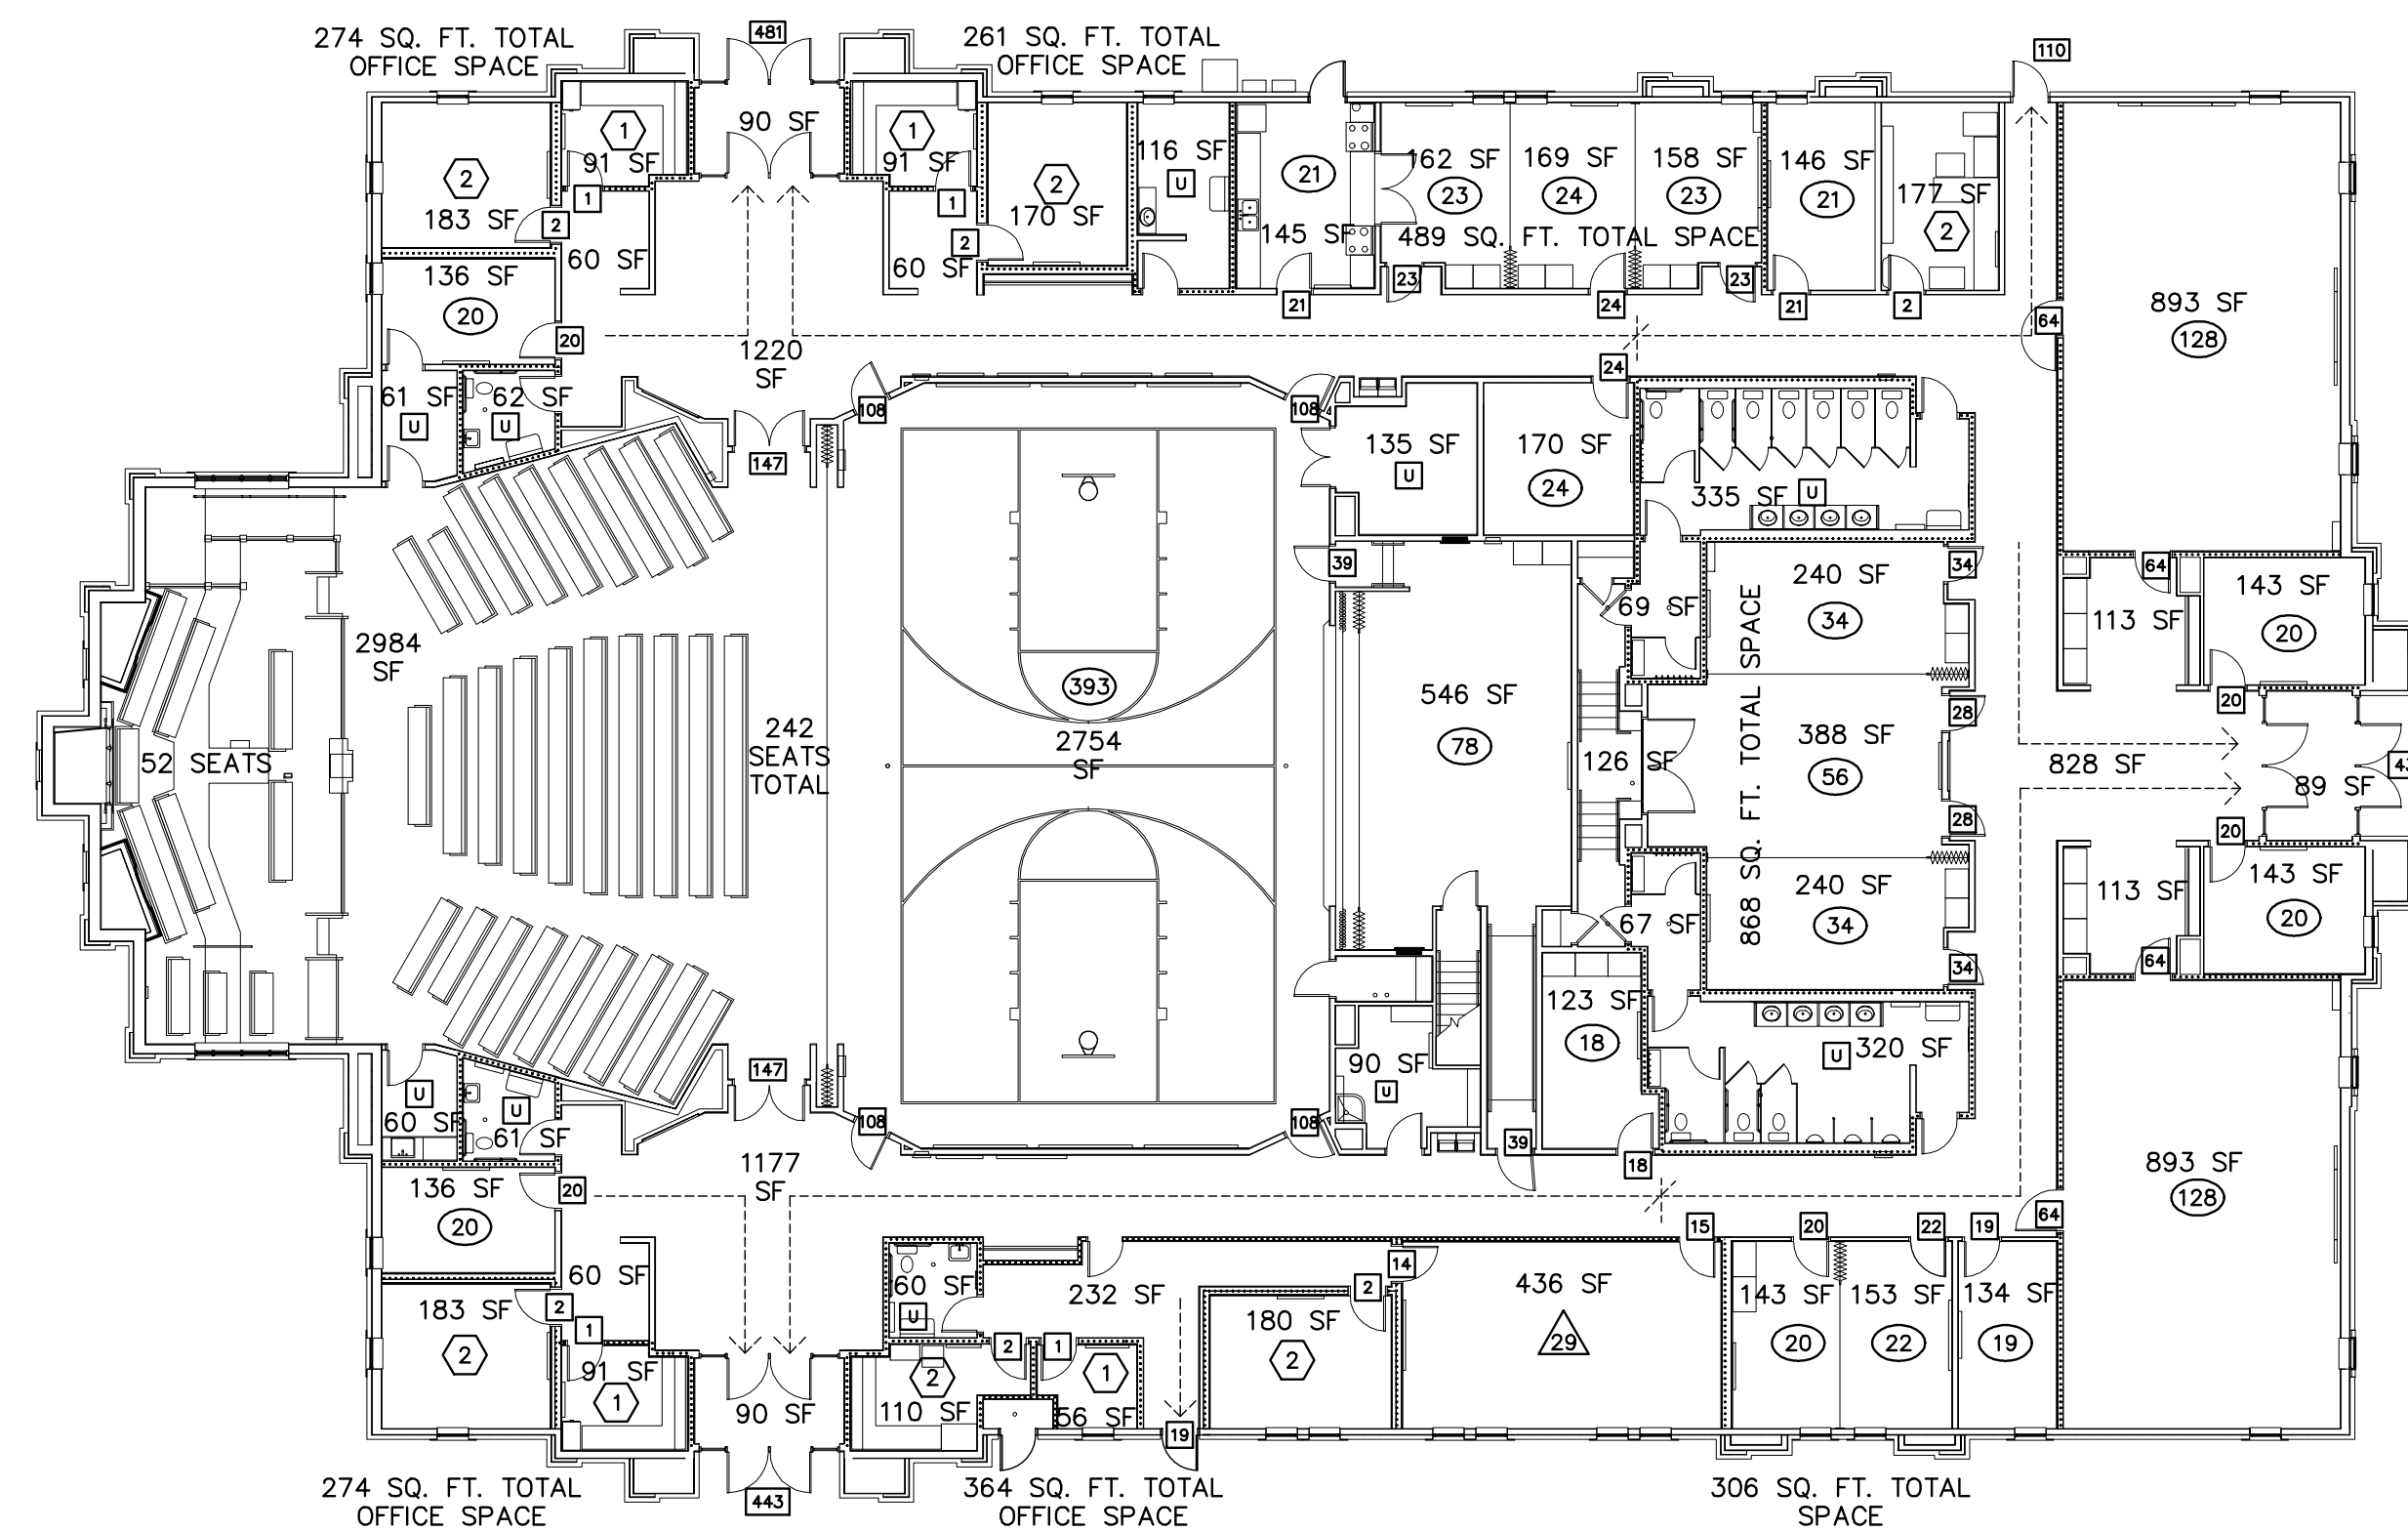 274 SQ. FT. TOTAL
OFFICE SPACE
481
261 SQ. FT. TOTAL
OFFICE SPACE
110
90 SF
1
91 SF
1
1
91 SF
1
2
183 SF
2
60 SF
2
170 SF
2
60 SF
116 SF
U
21
145 SF
21
162 SF
23
169 SF
24
158 SF
23
489 SQ. FT. TOTAL SPACE
23
24
23
146 SF
21
21
177 SF
2
2
136 SF
20
20
1220
SF
64
893 SF
128
61 SF
U
62 SF
U
147
108
108
24
135 SF
U
170 SF
24
335 SF
U
39
34
64
240 SF
34
69 SF
143 SF
20
113 SF
2984
SF
52 SEATS
242
SEATS
TOTAL
393
2754
SF
546 SF
78
126 SF
868 SQ. FT. TOTAL SPACE
388 SF
56
28
28
20
828 SF
89 SF
20
240 SF
34
67 SF
34
113 SF
143 SF
20
64
123 SF
18
90 SF
U
320 SF
U
60 SF
U
61 SF
U
147
108
108
39
18
1177
SF
136 SF
20
20
893 SF
128
64
60 SF
2
1
183 SF
2
91 SF
1
90 SF
60 SF
U
232 SF
2
1
2
110 SF
1
56 SF
19
2
180 SF
2
14
436 SF
29
15
20
22
19
143 SF
20
153 SF
22
134 SF
19
274 SQ. FT. TOTAL
OFFICE SPACE
443
364 SQ. FT. TOTAL
OFFICE SPACE
306 SQ. FT. TOTAL
SPACE